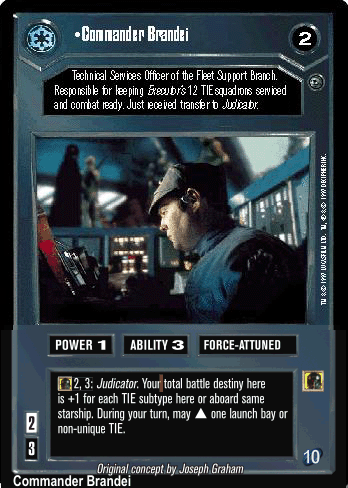 •Commander Brandei
2
Technical Services Officer of the Fleet Support Branch.
Responsible for keeping Executor's 12 TIE squadrons serviced
and combat ready. Just received transfer to Judicator.
POWER 1
ABILITY 3
FORCE-ATTUNED
2, 3: Judicator. Your total battle destiny here
is +1 for each TIE subtype here or aboard same
starship. During your turn, may ▲ one launch bay or
non-unique TIE.
2
3
10
Original concept by Joseph Graham
Commander Brandei